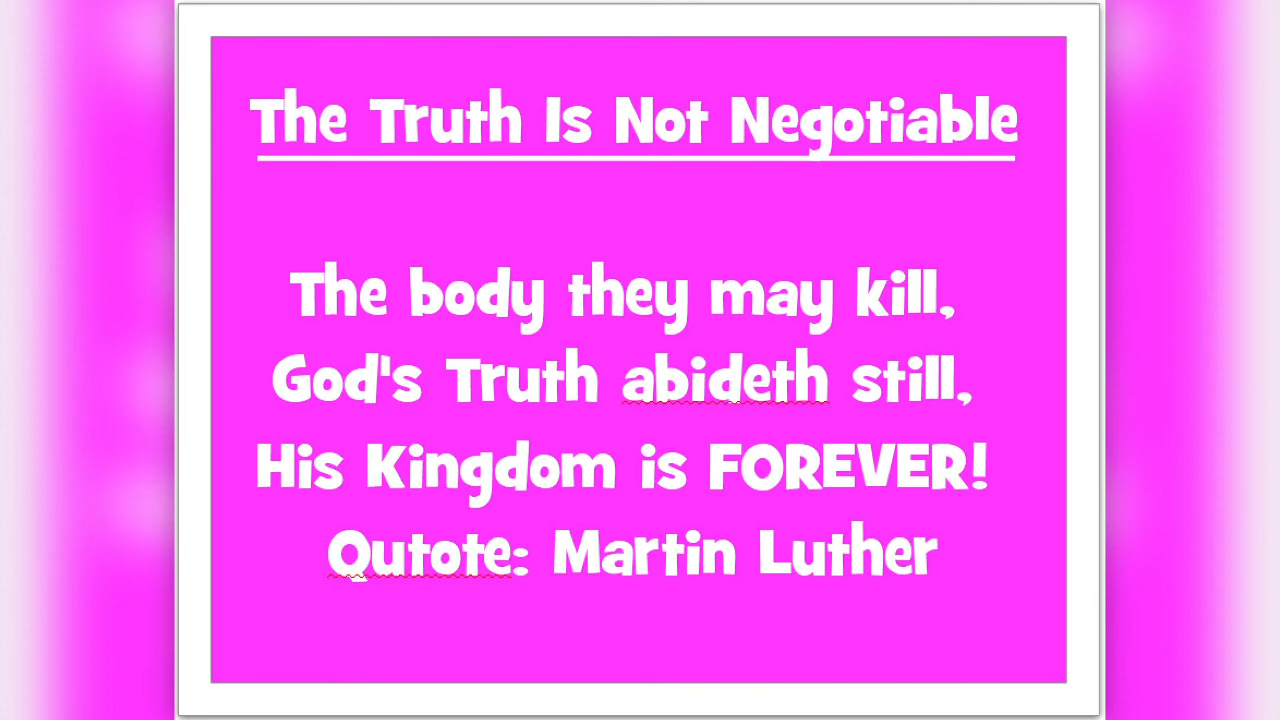 The Truth Is Not Negotiable
The body they may kill,
God's Truth abideth still,
His Kingdom is FOREVER!
Qutote: Martin Luther